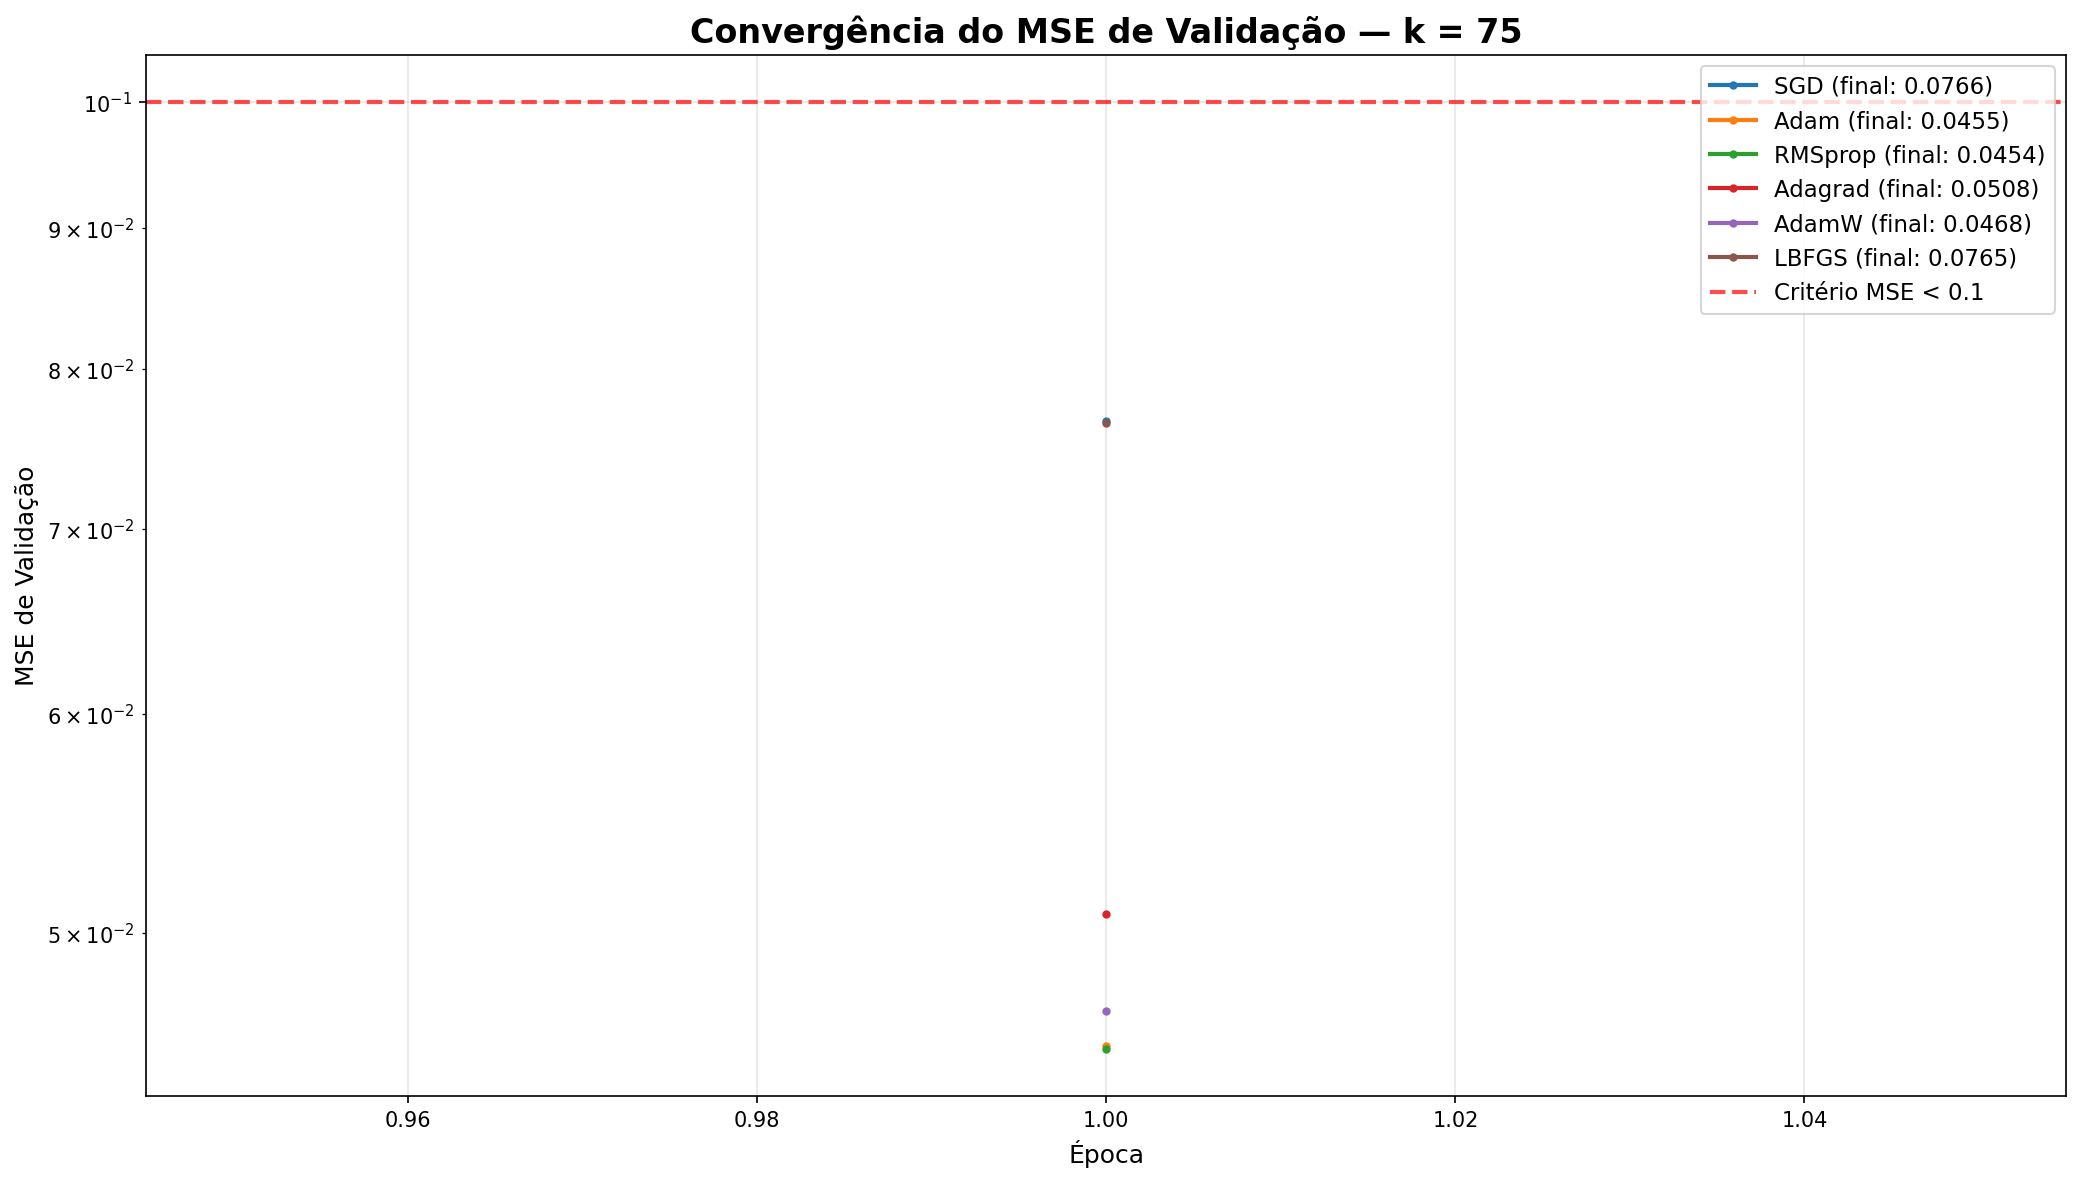 Convergência do MSE de Validação — k = 75
10⁻¹
9 × 10⁻²
8 × 10⁻²
7 × 10⁻²
6 × 10⁻²
5 × 10⁻²
MSE de Validação
SGD (final: 0.0766)
Adam (final: 0.0455)
RMSprop (final: 0.0454)
Adagrad (final: 0.0508)
AdamW (final: 0.0468)
LBFGS (final: 0.0765)
Critério MSE < 0.1
0.96 0.98 1.00 1.02 1.04
Época